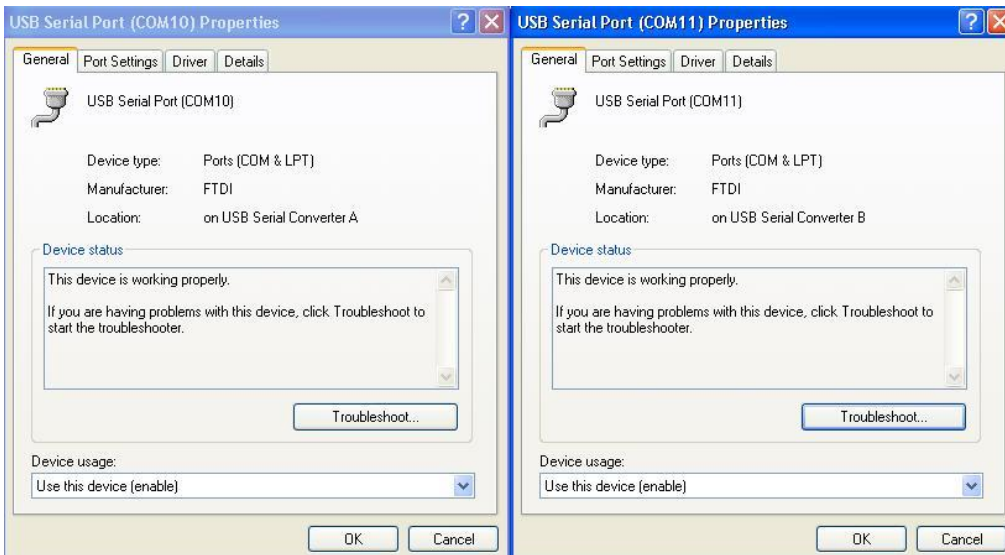 USB Serial Port (COM10) Properties
General Port Settings Driver Details
USB Serial Port (COM10)
Device type: Ports (COM & LPT)
Manufacturer: FTDI
Location: on USB Serial Converter A
Device status
This device is working properly.
If you are having problems with this device, click Troubleshoot to
start the troubleshooter.
Troubleshoot...
Device usage:
Use this device (enable)
OK Cancel
USB Serial Port (COM11) Properties
General Port Settings Driver Details
USB Serial Port (COM11)
Device type: Ports (COM & LPT)
Manufacturer: FTDI
Location: on USB Serial Converter B
Device status
This device is working properly.
If you are having problems with this device, click Troubleshoot to
start the troubleshooter.
Troubleshoot...
Device usage:
Use this device (enable)
OK Cancel